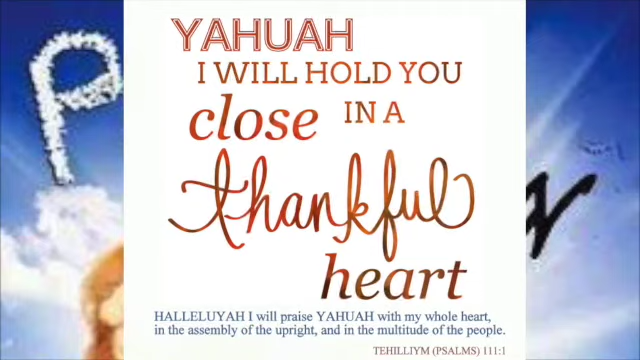 YAHUAH
I WILL HOLD YOU
close IN A
thankful
heart
HALLELUYAH I will praise YAHUAH with my whole heart,
in the assembly of the upright, and in the multitude of the people.
TEHILLIYM (PSALMS) 111:1